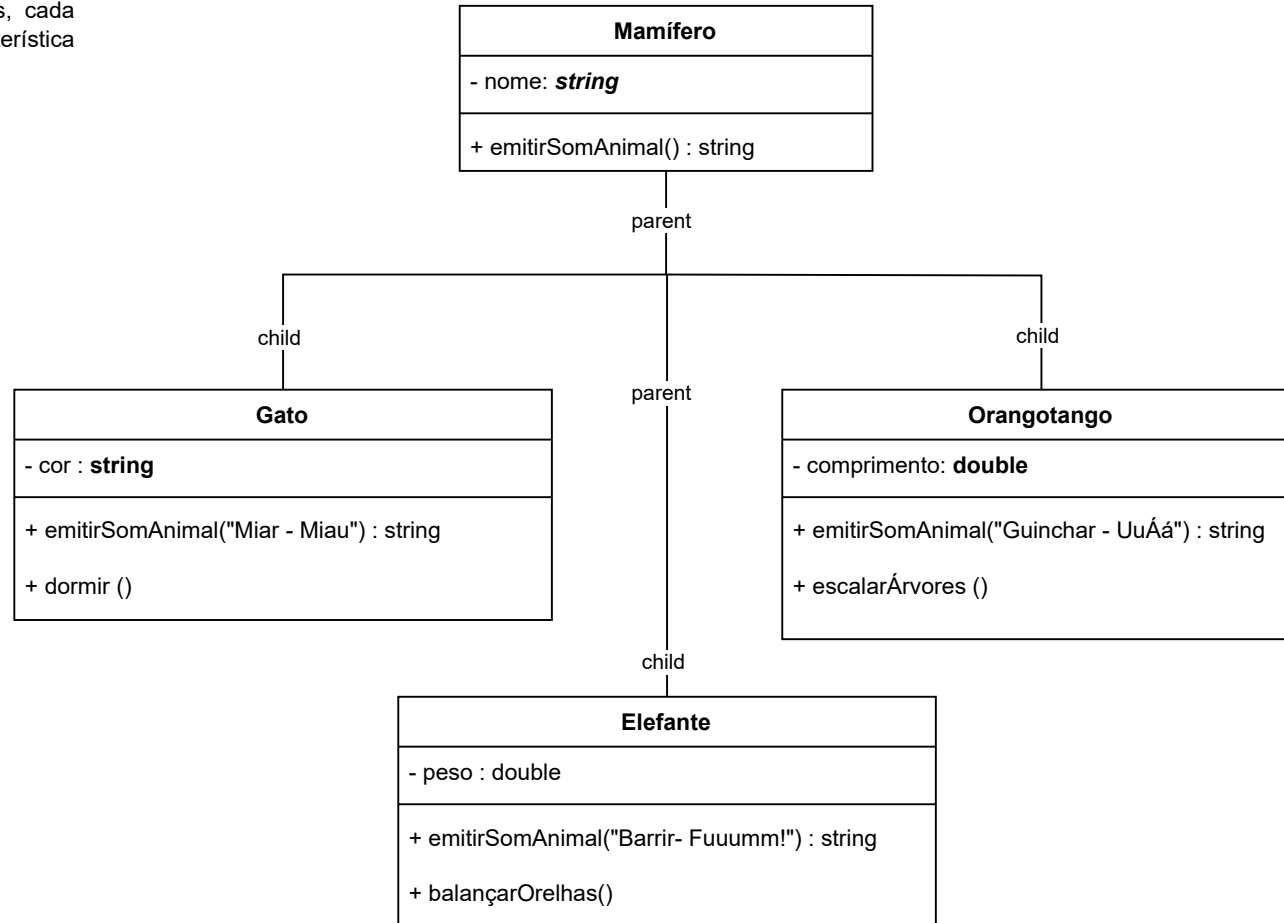 s, cada
terística
Mamífero
- nome: string
+ emitirSomAnimal() : string
parent
child
child
parent
Gato
- cor : string
+ emitirSomAnimal("Miar - Miau") : string
+ dormir ()
Orangotango
- comprimento: double
+ emitirSomAnimal("Guinchar - UuÁá") : string
+ escalarÁrvores ()
child
Elefante
- peso : double
+ emitirSomAnimal("Barrir- Fuuumm!") : string
+ balançarOrelhas()